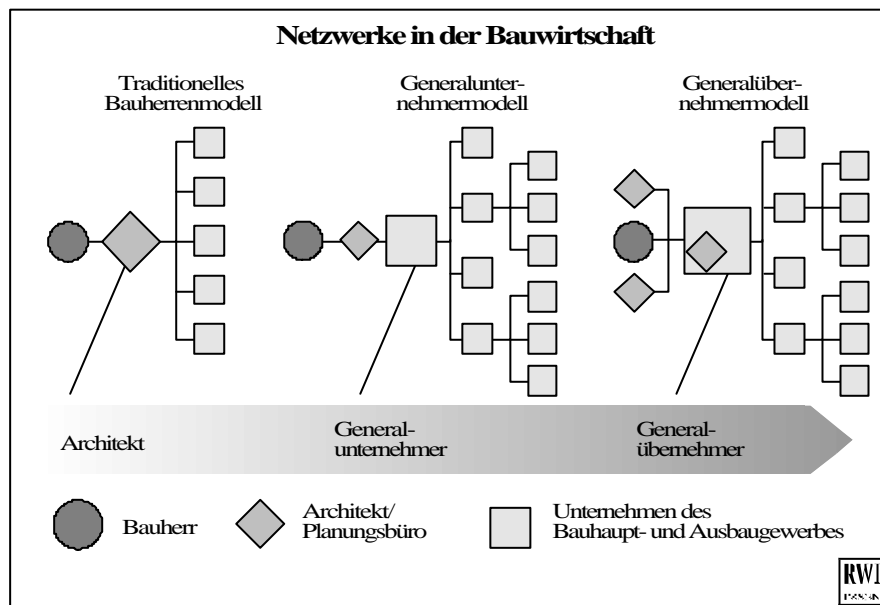 Netzwerke in der Bauwirtschaft
Traditionelles
Bauherrenmodell
Generalunter-
nehmermodell
Generalüber-
nehmermodell
Architekt
General-
unternehmer
General-
übernehmer
Bauherr
Architekt/
Planungsbüro
Unternehmen des
Bauhaupt- und Ausbaugewerbes
RWI